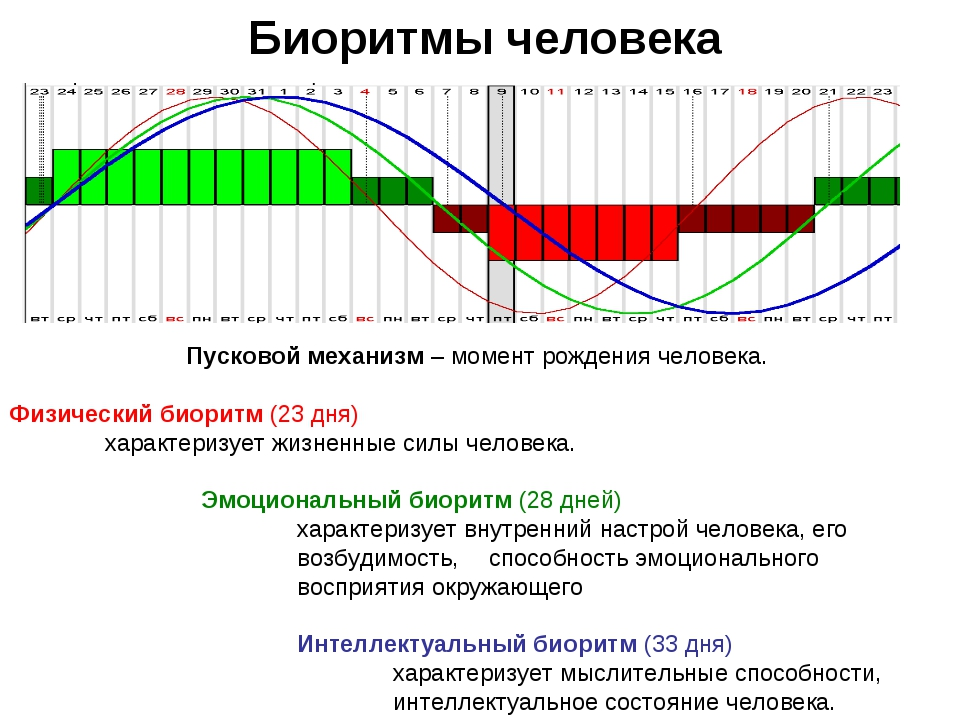 Биоритмы человека
23 24 25 26 27 28 29 30 31 1 2 3 4 5 6 7 8 9 10 11 12 13 14 15 16 17 18 19 20 21 22 23
вт ср чт пт сб вс пн вт ср чт пт сб вс пн вт ср чт пт сб вс пн вт ср чт пт сб вс пн вт ср чт пт
Пусковой механизм – момент рождения человека.
Физический биоритм (23 дня)
характеризует жизненные силы человека.
Эмоциональный биоритм (28 дней)
характеризует внутренний настрой человека, его
возбудимость, способность эмоционального
восприятия окружающего
Интеллектуальный биоритм (33 дня)
характеризует мыслительные способности,
интеллектуальное состояние человека.